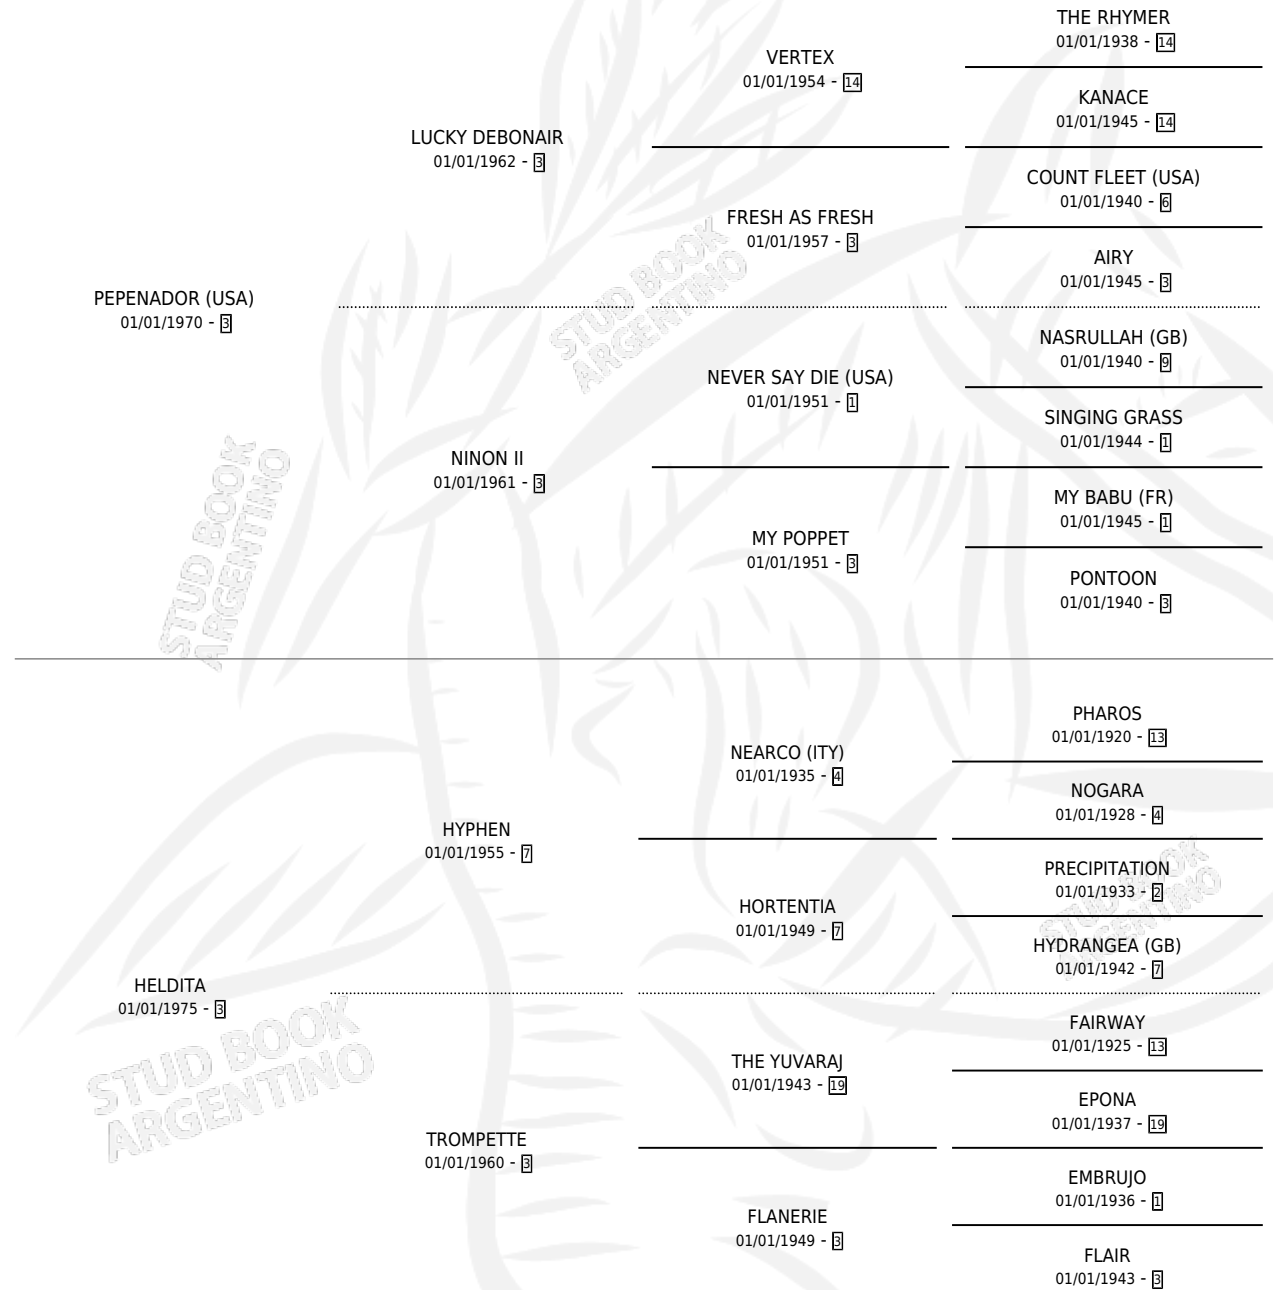 THE RHYMER
01/01/1938 - 14
VERTEX
01/01/1954 - 14
KANACE
01/01/1945 - 14
LUCKY DEBONAIR
01/01/1962 - 3
COUNT FLEET (USA)
01/01/1940 - 6
FRESH AS FRESH
01/01/1957 - 3
AIRY
01/01/1945 - 3
PEPENADOR (USA)
01/01/1970 - 3
NASRULLAH (GB)
01/01/1940 - 9
NEVER SAY DIE (USA)
01/01/1951 - 1
SINGING GRASS
01/01/1944 - 1
NINON II
01/01/1961 - 3
MY BABU (FR)
01/01/1945 - 1
MY POPPET
01/01/1951 - 3
PONTOON
01/01/1940 - 3
STUD BOOK
ARGENTINO
STUD BOOK
ARGENTINO
PHAROS
01/01/1920 - 13
NEARCO (ITY)
01/01/1935 - 4
NOGARA
01/01/1928 - 4
HYPHEN
01/01/1955 - 7
PRECIPITATION
01/01/1933 - 2
HORTENTIA
01/01/1949 - 7
HYDRANGEA (GB)
01/01/1942 - 7
HELDITA
01/01/1975 - 3
FAIRWAY
01/01/1925 - 13
THE YUVARAJ
01/01/1943 - 19
EPONA
01/01/1937 - 19
TROMPETTE
01/01/1960 - 3
EMBRUJO
01/01/1936 - 1
FLANERIE
01/01/1949 - 3
FLAIR
01/01/1943 - 3
STUD BOOK
ARGENTINO
STUD BOOK
ARGENTINO